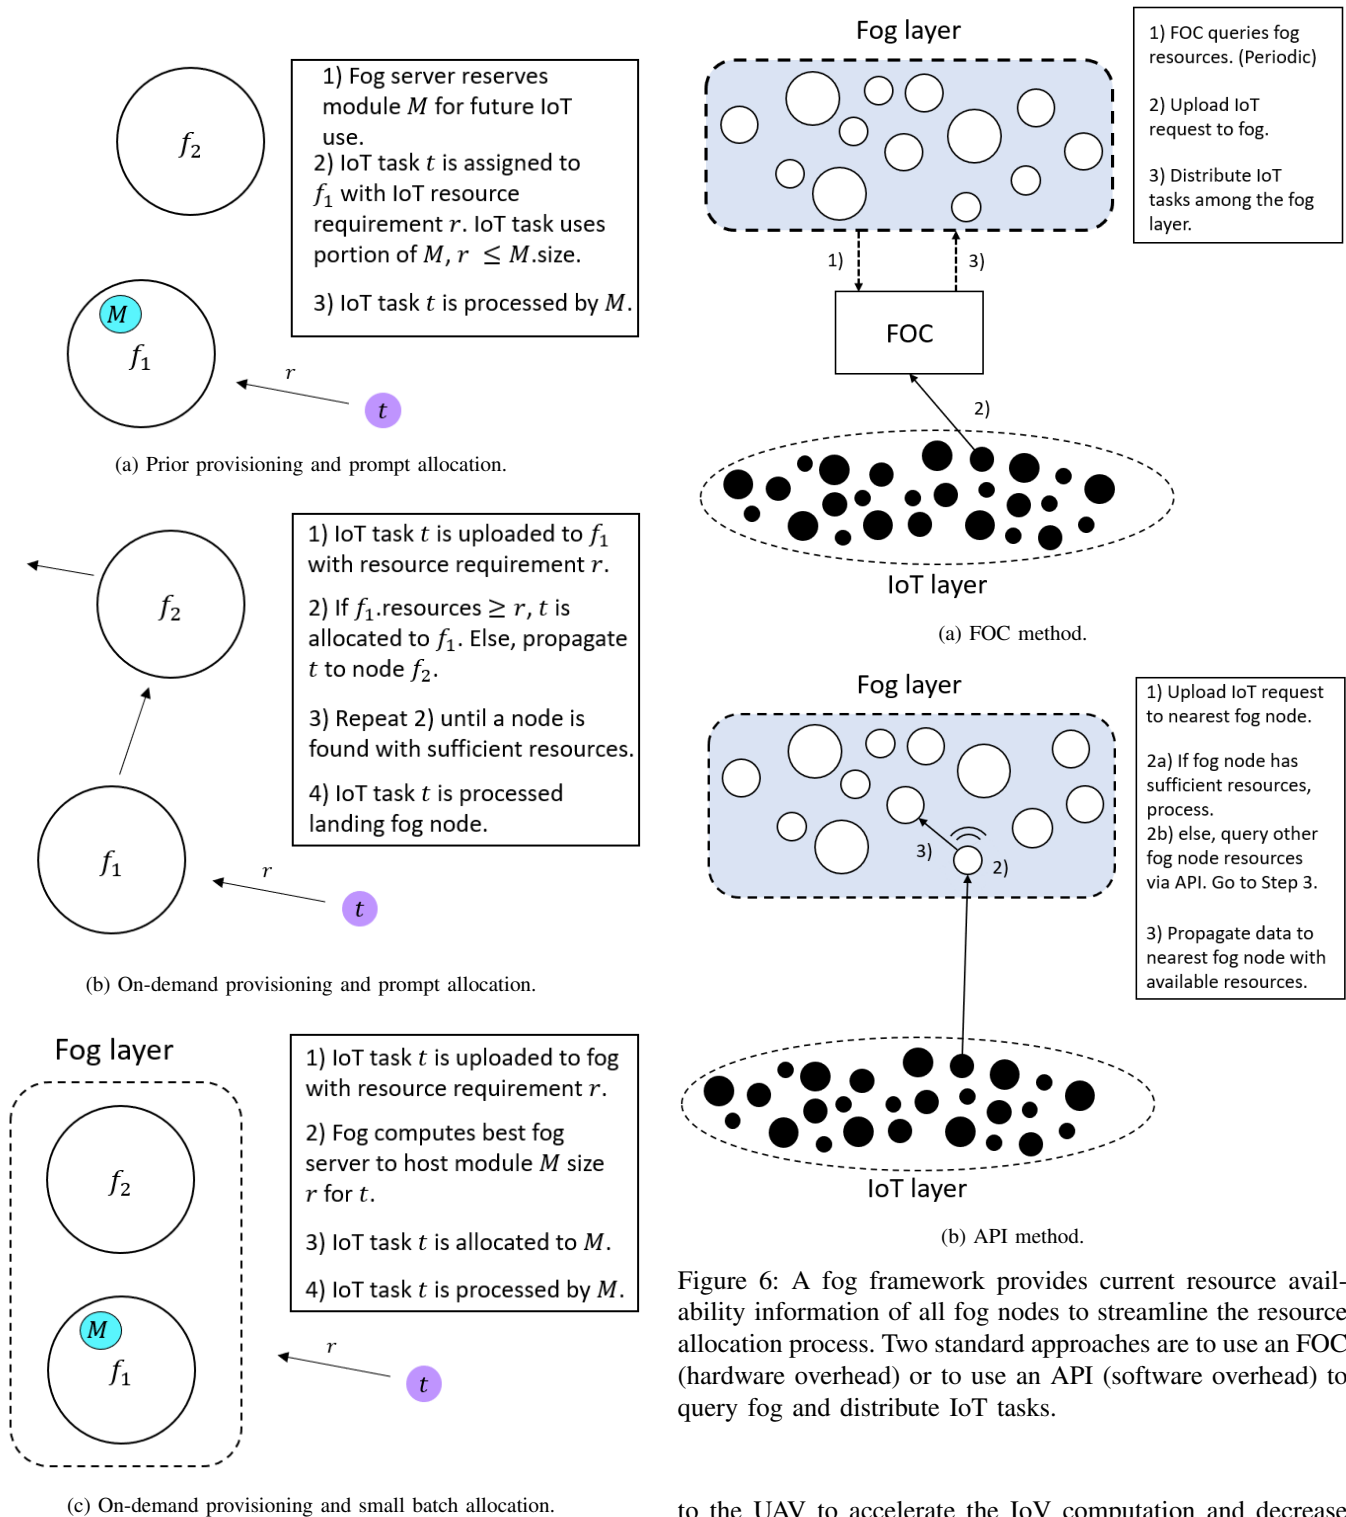 f₂
1) Fog server reserves
module M for future IoT
use.
2) IoT task t is assigned to
f₁ with IoT resource
requirement r. IoT task uses
portion of M, r ≤ M.size.
3) IoT task t is processed by M.
M
f₁
r
t
(a) Prior provisioning and prompt allocation.
f₂
1) IoT task t is uploaded to f₁
with resource requirement r.
2) If f₁.resources ≥ r, t is
allocated to f₁. Else, propagate
t to node f₂.
3) Repeat 2) until a node is
found with sufficient resources.
4) IoT task t is processed
landing fog node.
f₁
r
t
(b) On-demand provisioning and prompt allocation.
Fog layer
f₂
1) IoT task t is uploaded to fog
with resource requirement r.
2) Fog computes best fog
server to host module M size
r for t.
3) IoT task t is allocated to M.
4) IoT task t is processed by M.
M
f₁
r
t
(c) On-demand provisioning and small batch allocation.
Fog layer
1) FOC queries fog
resources. (Periodic)
2) Upload IoT
request to fog.
3) Distribute IoT
tasks among the fog
layer.
1)
3)
FOC
2)
IoT layer
(a) FOC method.
Fog layer
1) Upload IoT request
to nearest fog node.
2a) If fog node has
sufficient resources,
process.
2b) else, query other
fog node resources
via API. Go to Step 3.
3) Propagate data to
nearest fog node with
available resources.
3)
2)
IoT layer
(b) API method.
Figure 6: A fog framework provides current resource avail-
ability information of all fog nodes to streamline the resource
allocation process. Two standard approaches are to use an FOC
(hardware overhead) or to use an API (software overhead) to
query fog and distribute IoT tasks.
to the UAV to accelerate the IoV computation and decrease